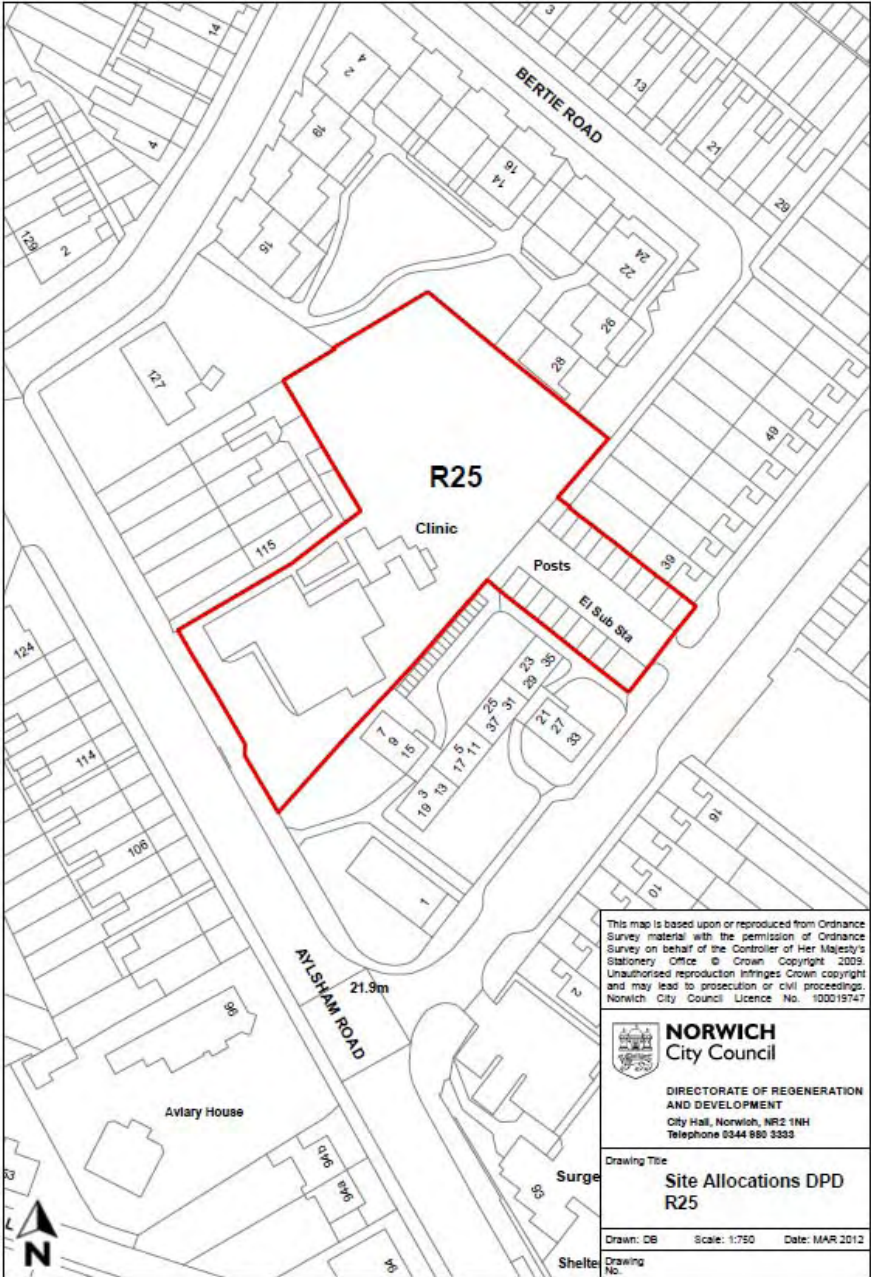 14
4
129
2
2
4
19
15
14
16
BERTIE ROAD
3
13
21
29
22
24
26
28
127
R25
Clinic
115
49
39
Posts
El Sub Sta
124
114
106
7
9
15
23
35
29
25
31
37
5
11
17
3
13
19
21
27
33
1
16
10
2
AYLSHAM ROAD
21.9m
96
Aviary House
94b
94a
94
53
L
N
93
Surge
Shelte
This map is based upon or reproduced from Ordnance
Survey material with the permission of Ordnance
Survey on behalf of the Controller of Her Majesty's
Stationery Office © Crown Copyright 2009.
Unauthorised reproduction infringes Crown copyright
and may lead to prosecution or civil proceedings.
Norwich City Council Licence No. 100019747
NORWICH
City Council
DIRECTORATE OF REGENERATION
AND DEVELOPMENT
City Hall, Norwich, NR2 1NH
Telephone 0344 980 3333
Drawing Title
Site Allocations DPD
R25
Drawn: DB Scale: 1:750 Date: MAR 2012
Drawing
No.